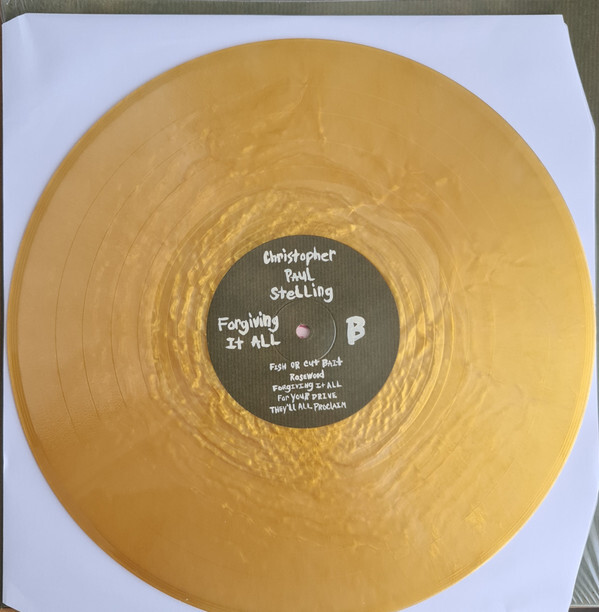 Christopher
Paul
Stelling
Forgiving
It ALL
B
FISH OR CUT BAIT
Rosewood
FORGIVING It ALL
For YOUR DRIVE
THEY'll ALL PROCLAIM